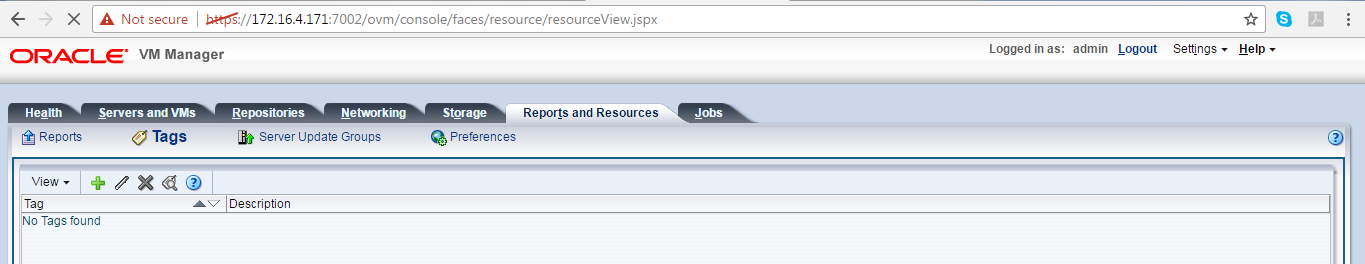 Not secure https://172.16.4.171:7002/ovm/console/faces/resource/resourceView.jspx
ORACLE VM Manager Logged in as: admin Logout Settings Help
Health Servers and VMs Repositories Networking Storage Reports and Resources Jobs
Reports Tags Server Update Groups Preferences
View
Tag Description
No Tags found